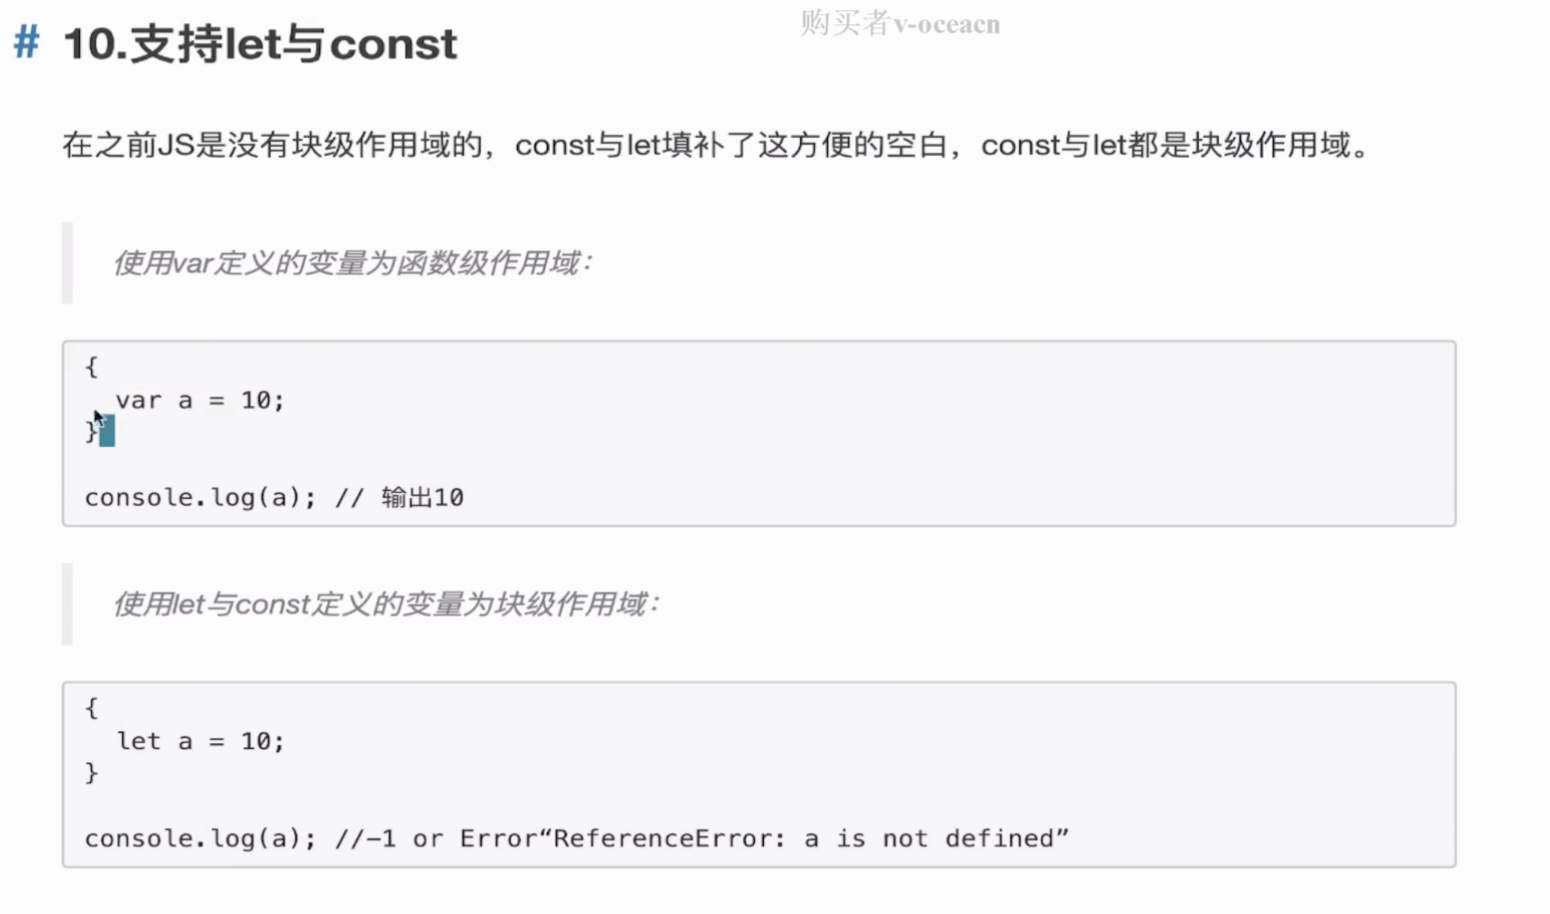 购买者v-oceacn
# 10.支持let与const
在之前JS是没有块级作用域的，const与let填补了这方便的空白，const与let都是块级作用域。
使用var定义的变量为函数级作用域：
{
  var a = 10;
}
console.log(a); // 输出10
使用let与const定义的变量为块级作用域：
{
  let a = 10;
}
console.log(a); //-1 or Error“ReferenceError: a is not defined”